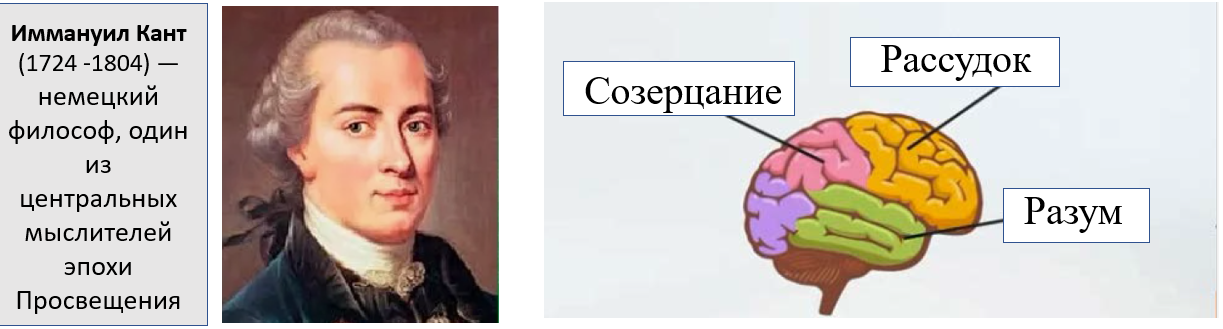 Иммануил Кант
(1724 -1804) —
немецкий
философ, один
из
центральных
мыслителей
эпохи
Просвещения
Созерцание
Рассудок
Разум